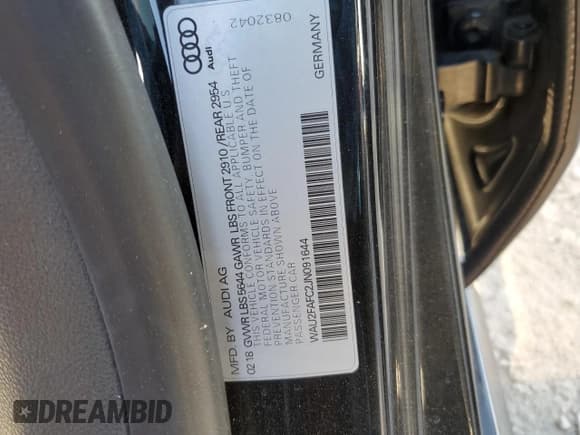 MFD. BY AUDI AG
02 18 GVWR LBS 5644 GAWR LBS FRONT 2910 /REAR 2954
THIS VEHICLE CONFORMS TO ALL APPLICABLE U S
FEDERAL MOTOR VEHICLE SAFETY, BUMPER AND THEFT
PREVENTION STANDARDS IN EFFECT ON THE DATE OF
MANUFACTURE SHOWN ABOVE
PASSENGER CAR
WAU2FAFC2JN091644
GERMANY
Audi
0832042
DREAMBID